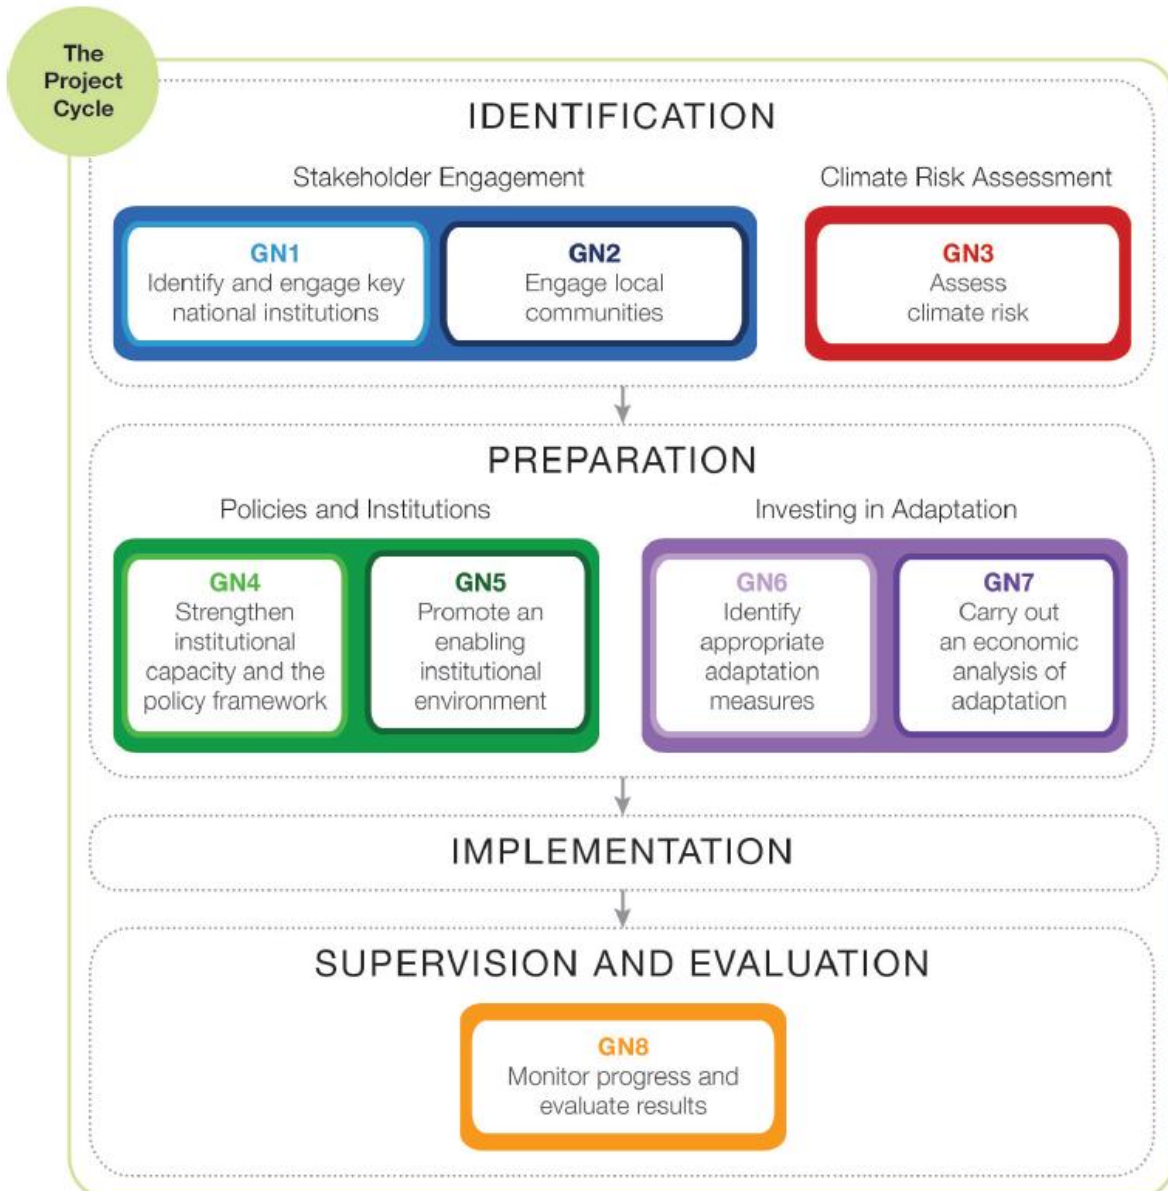 The
Project
Cycle
IDENTIFICATION
Stakeholder Engagement
Climate Risk Assessment
GN1
Identify and engage key
national institutions
GN2
Engage local
communities
GN3
Assess
climate risk
PREPARATION
Policies and Institutions
Investing in Adaptation
GN4
Strengthen
institutional
capacity and the
policy framework
GN5
Promote an
enabling
institutional
environment
GN6
Identify
appropriate
adaptation
measures
GN7
Carry out
an economic
analysis of
adaptation
IMPLEMENTATION
SUPERVISION AND EVALUATION
GN8
Monitor progress and
evaluate results